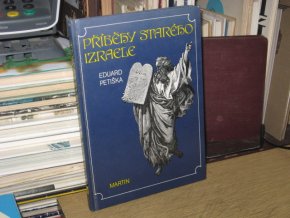 PŘÍBĚHY STARÉHO
IZRAELE
EDUARD
PETIŠKA
MARTIN